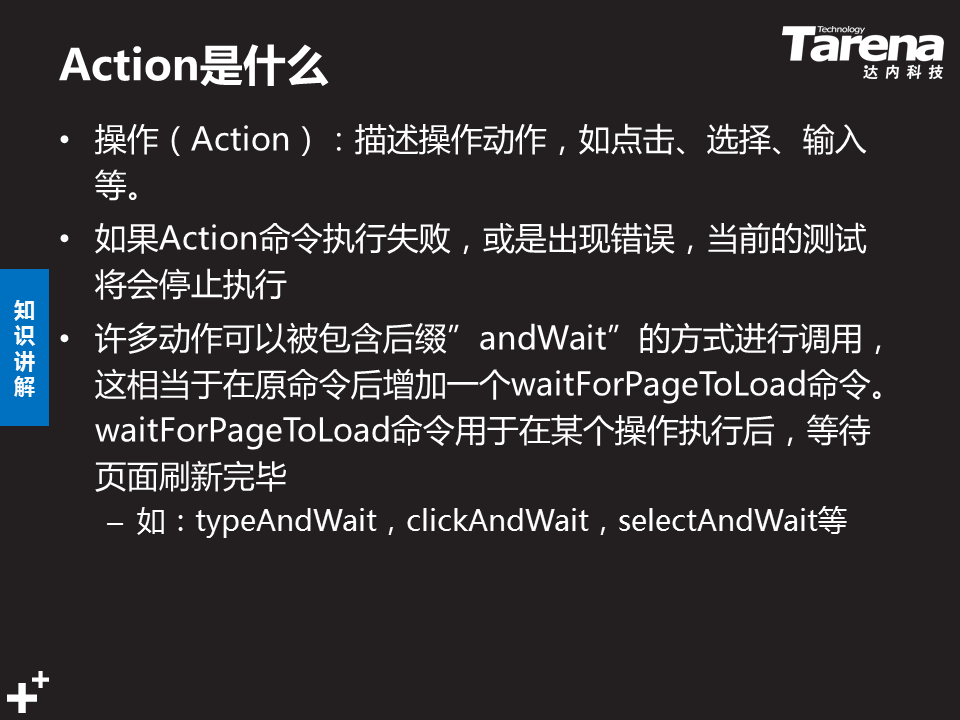 Action是什么
Technology
Tarena
达内科技
• 操作（Action）：描述操作动作，如点击、选择、输入
等。
• 如果Action命令执行失败，或是出现错误，当前的测试
将会停止执行
知识讲解
• 许多动作可以被包含后缀”andWait”的方式进行调用，
这相当于在原命令后增加一个waitForPageToLoad命令。
waitForPageToLoad命令用于在某个操作执行后，等待
页面刷新完毕
– 如：typeAndWait，clickAndWait，selectAndWait等